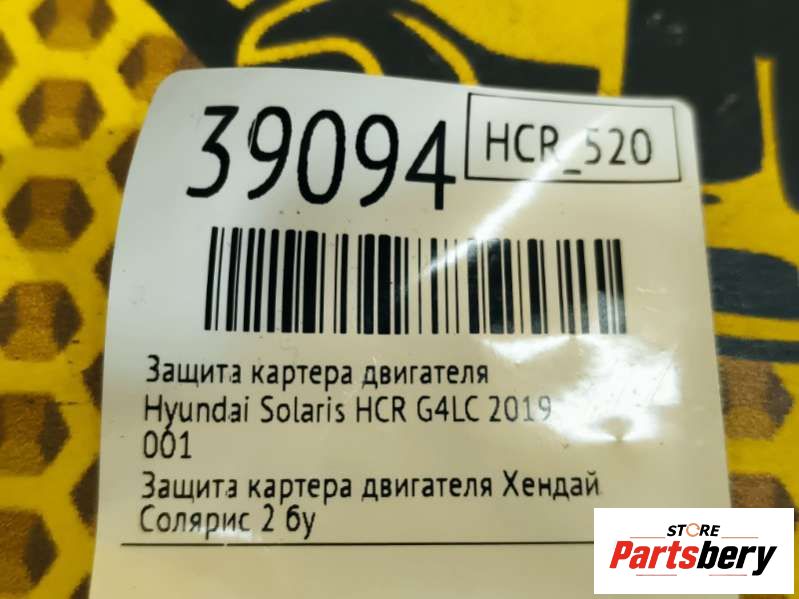 39094
HCR_520
Защита картера двигателя
Hyundai Solaris HCR G4LC 2019
001
Защита картера двигателя Хендай
Солярис 2 бу
STORE
Partsbery